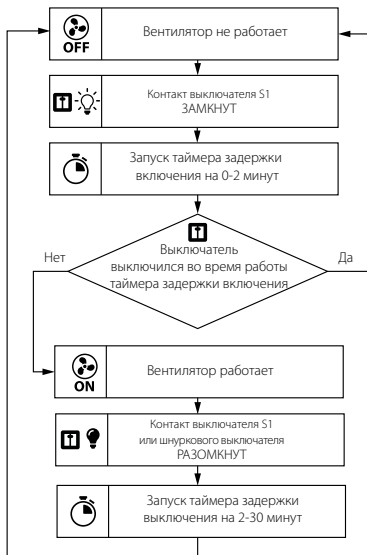 OFF
Вентилятор не работает
Контакт выключателя S1
ЗАМКНУТ
Запуск таймера задержки
включения на 0-2 минут
Нет
Да
Выключатель
выключился во время работы
таймера задержки включения
ON
Вентилятор работает
Контакт выключателя S1
или шнуркового выключателя
РАЗОМКНУТ
Запуск таймера задержки
выключения на 2-30 минут